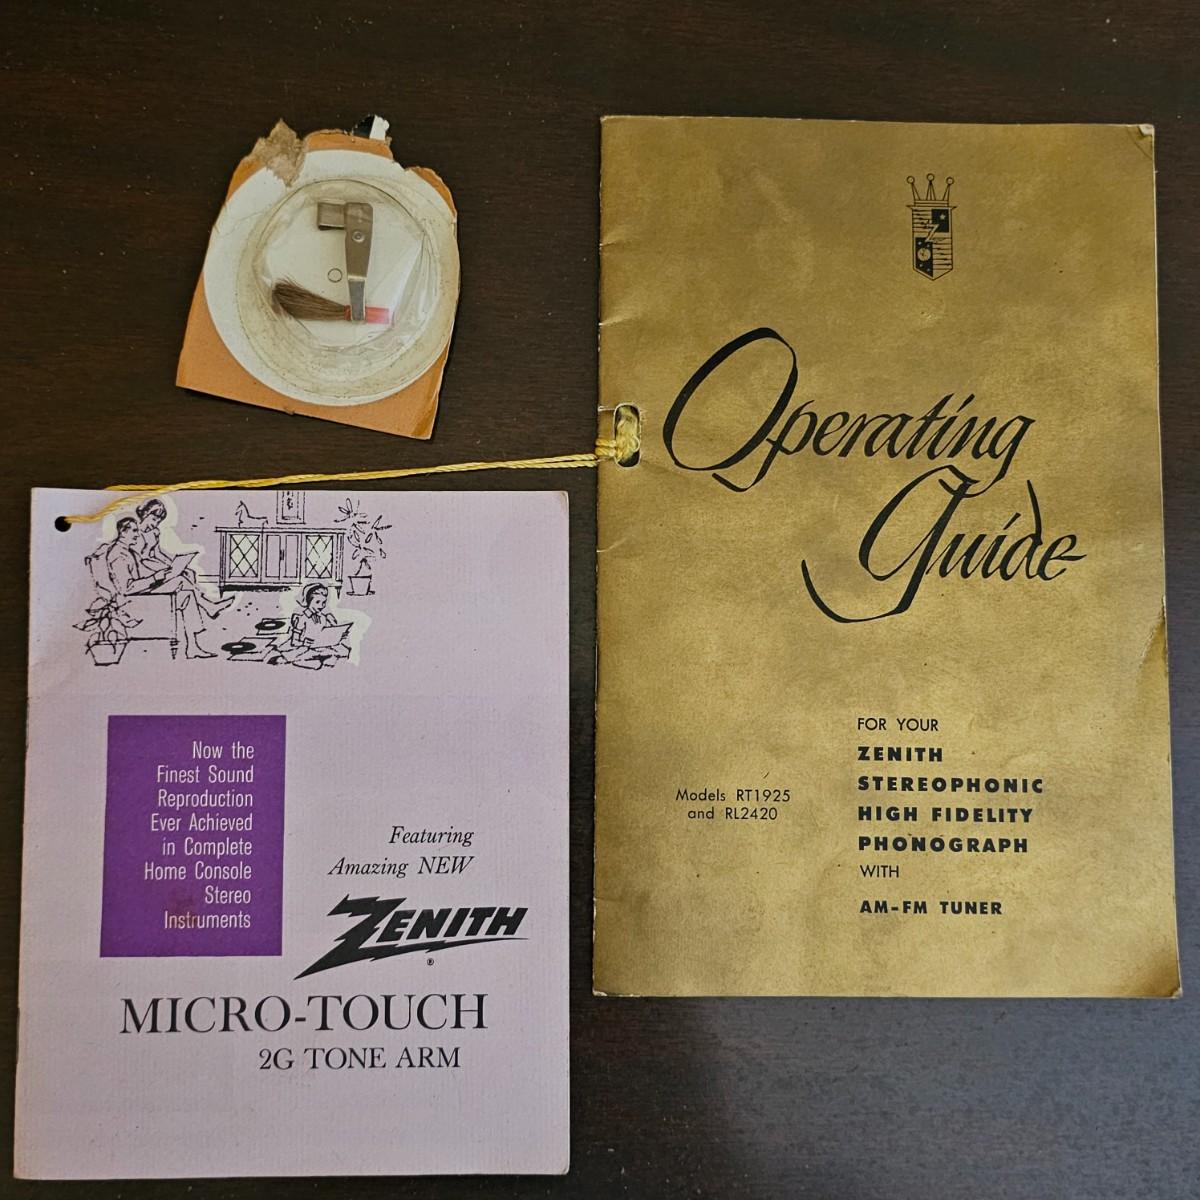 Operating
Guide
FOR YOUR
ZENITH
STEREOPHONIC
HIGH FIDELITY
PHONOGRAPH
WITH
AM-FM TUNER
Models RT1925
and RL2420
Now the
Finest Sound
Reproduction
Ever Achieved
in Complete
Home Console
Stereo
Instruments
Featuring
Amazing NEW
ZENITH
®
MICRO-TOUCH
2G TONE ARM